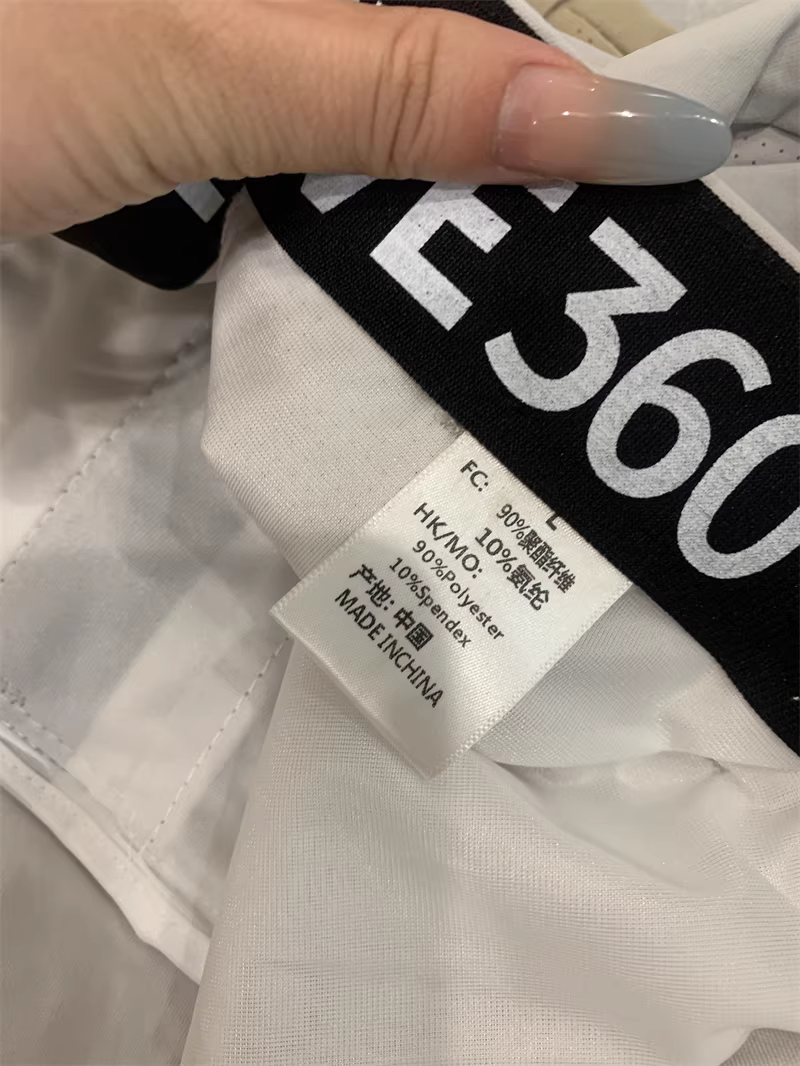 E 360
L
FC:
90%聚酯纤维
10%氨纶
HK/MO:
90%Polyester
10%Spendex
产地: 中国
MADE INCHINA